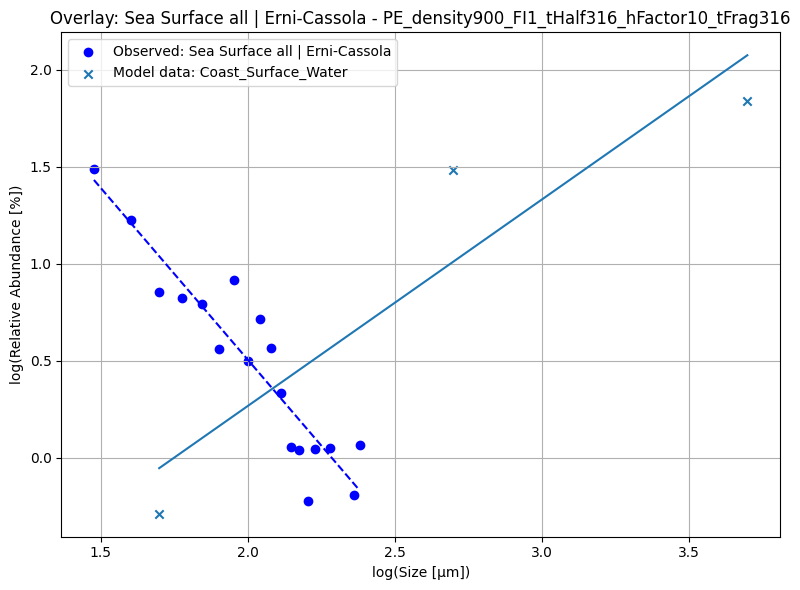 Overlay: Sea Surface all | Erni-Cassola - PE_density900_FI1_tHalf316_hFactor10_tFrag316
Observed: Sea Surface all | Erni-Cassola
Model data: Coast_Surface_Water
2.0
1.5
1.0
0.5
0.0
log(Relative Abundance [%])
1.5 2.0 2.5 3.0 3.5
log(Size [µm])